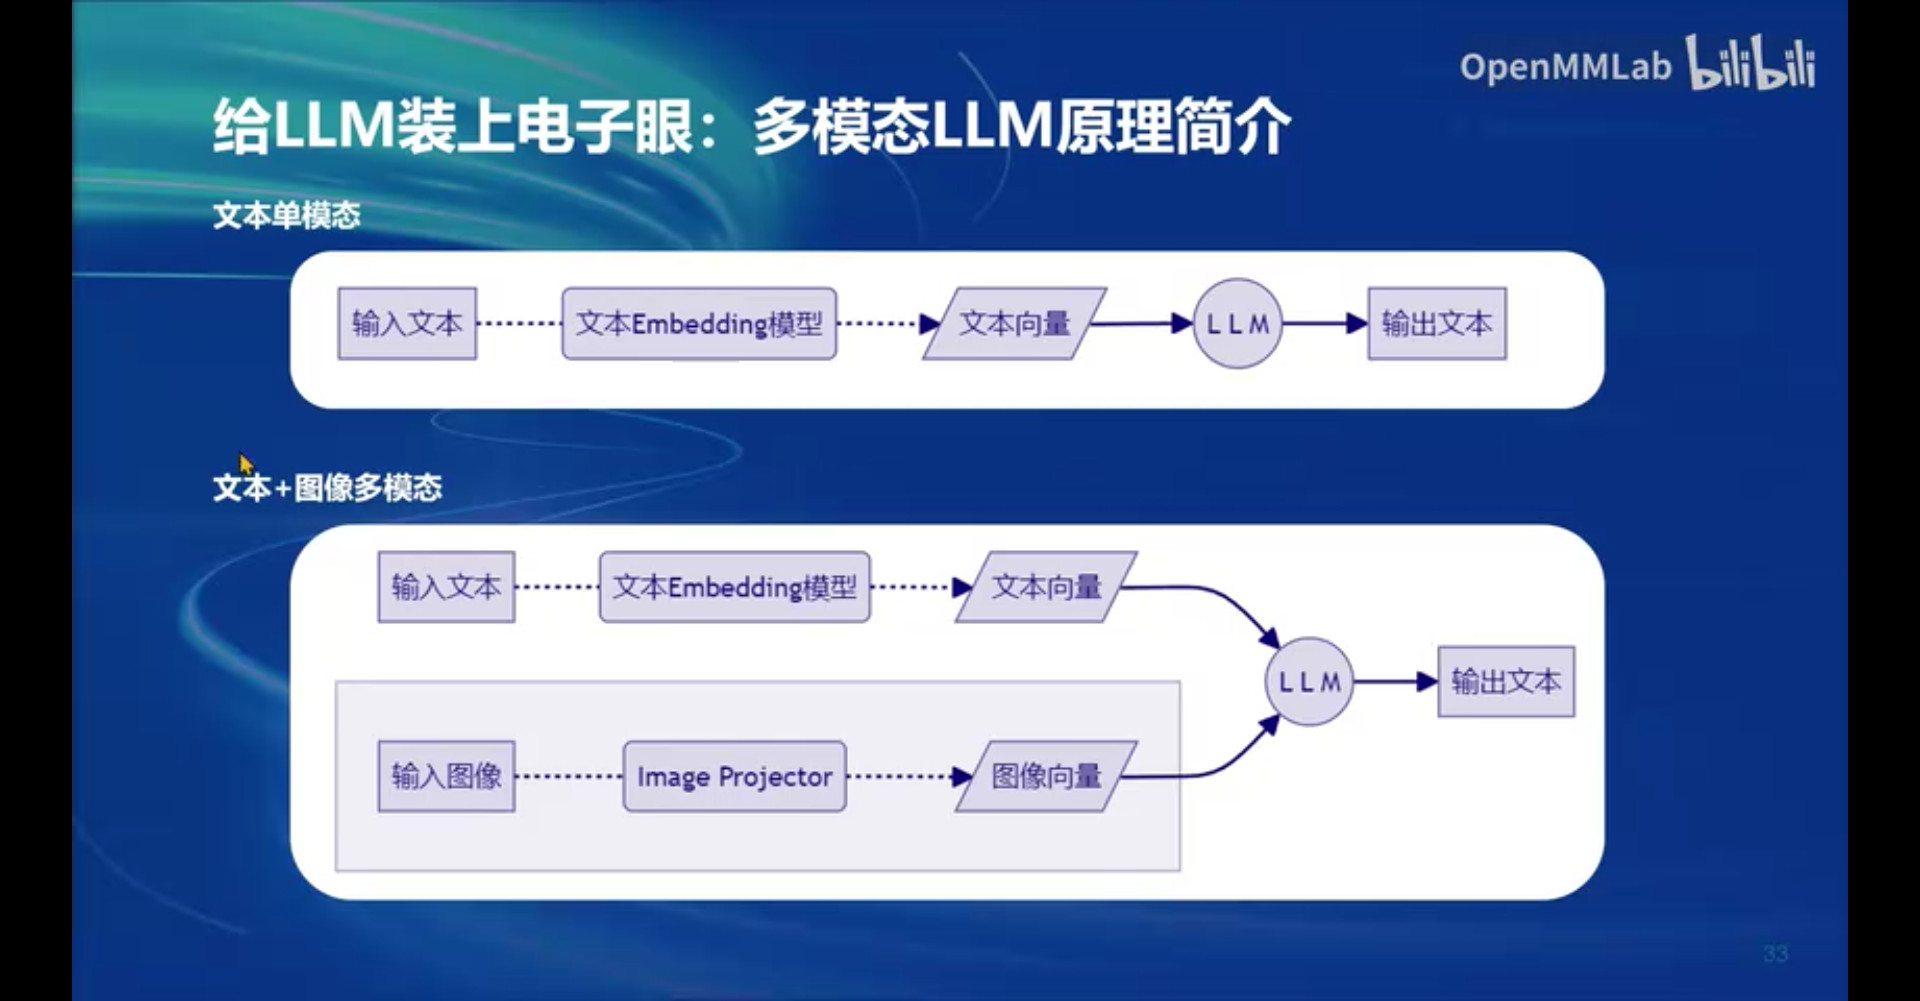 OpenMMLab bilibili
给LLM装上电子眼：多模态LLM原理简介
文本单模态
输入文本 文本Embedding模型 文本向量 LLM 输出文本
文本+图像多模态
输入文本 文本Embedding模型 文本向量
LLM 输出文本
输入图像 Image Projector 图像向量
33